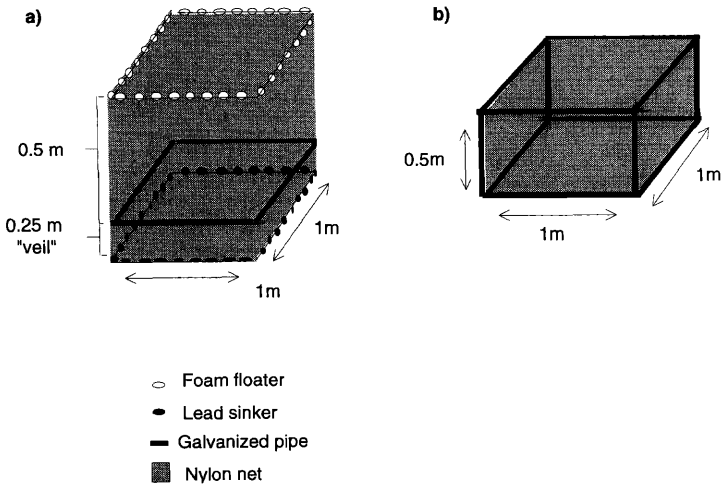 a)
0.5 m
0.25 m
"veil"
1m
1m
b)
0.5m
1m
1m
Foam floater
Lead sinker
Galvanized pipe
Nylon net